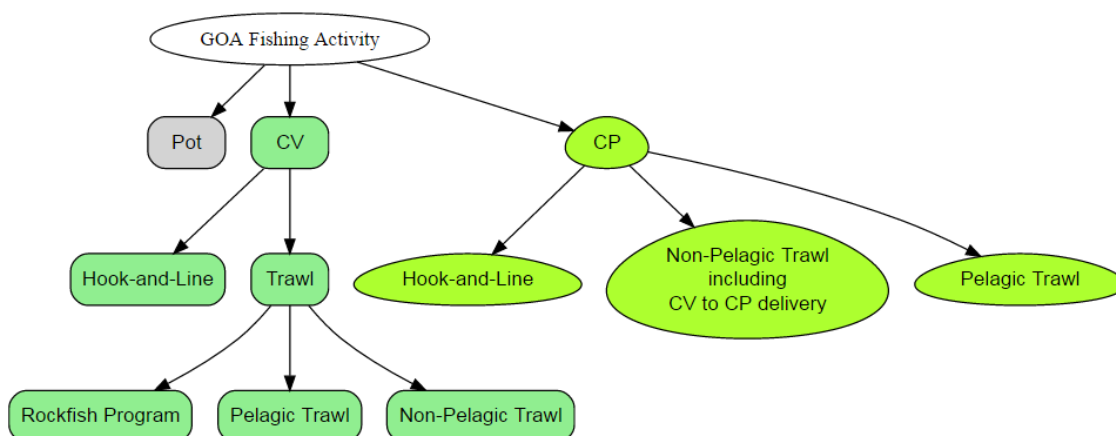 GOA Fishing Activity
Pot
CV
CP
Hook-and-Line
Trawl
Hook-and-Line
Non-Pelagic Trawl
including
CV to CP delivery
Pelagic Trawl
Rockfish Program
Pelagic Trawl
Non-Pelagic Trawl